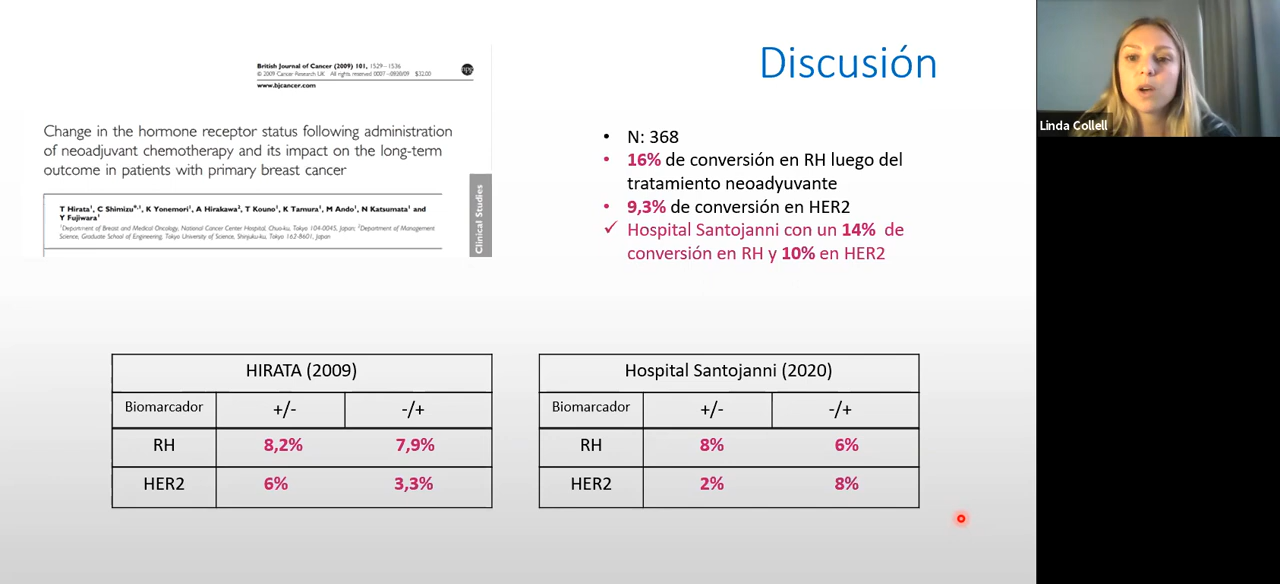 British Journal of Cancer (2009) 101, 1529 – 1536
© 2009 Cancer Research UK All rights reserved 0007 – 0920/09 $32.00
www.bjcancer.com
Change in the hormone receptor status following administration
of neoadjuvant chemotherapy and its impact on the long-term
outcome in patients with primary breast cancer
T Hirata¹, C Shimizu*,¹, K Yonemori¹, A Hirakawa², T Kouno¹, K Tamura¹, M Ando¹, N Katsumata¹ and
Y Fujiwara¹
¹Department of Breast and Medical Oncology, National Cancer Center Hospital, Chuo-ku, Tokyo 104-0045, Japan; ²Department of Management
Science, Graduate School of Engineering, Tokyo University of Science, Shinjuku-ku, Tokyo 162-8601, Japan
Clinical Studies
Discusión
• N: 368
• 16% de conversión en RH luego del
tratamiento neoadyuvante
• 9,3% de conversión en HER2
✓ Hospital Santojanni con un 14% de
conversión en RH y 10% en HER2
HIRATA (2009)
Biomarcador +/- -/+
RH 8,2% 7,9%
HER2 6% 3,3%
Hospital Santojanni (2020)
Biomarcador +/- -/+
RH 8% 6%
HER2 2% 8%
Linda Collell